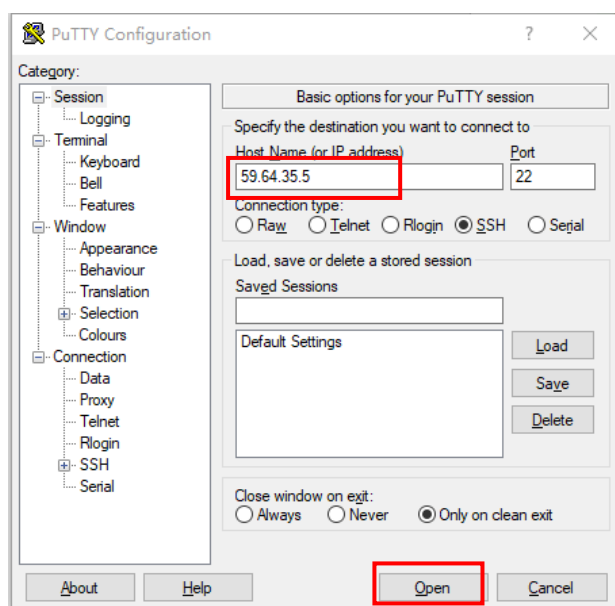 PuTTY Configuration
Category:
Session
Logging
Terminal
Keyboard
Bell
Features
Window
Appearance
Behaviour
Translation
Selection
Colours
Connection
Data
Proxy
Telnet
Rlogin
SSH
Serial
Basic options for your PuTTY session
Specify the destination you want to connect to
Host Name (or IP address) Port
59.64.35.5 22
Connection type:
Raw Telnet Rlogin SSH Serial
Load, save or delete a stored session
Saved Sessions
Default Settings
Load
Save
Delete
Close window on exit:
Always Never Only on clean exit
About Help Open Cancel